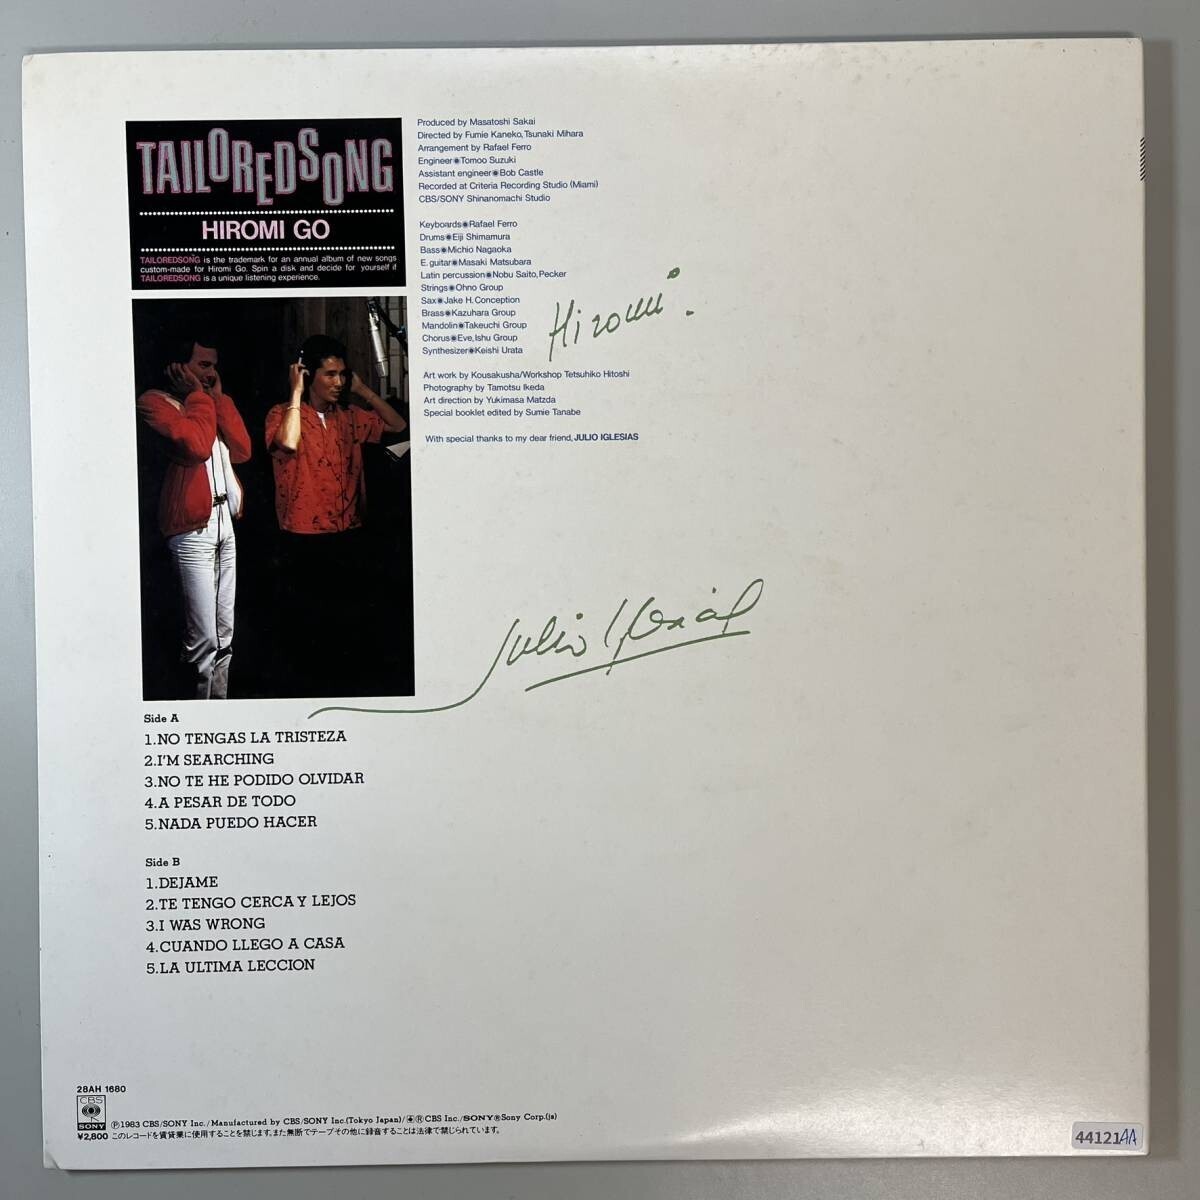 TAILOREDSONG
HIROMI GO
TAILOREDSONG is the trademark for an annual album of new songs
custom-made for Hiromi Go. Spin a disk and decide for yourself if
TAILOREDSONG is a unique listening experience.
Produced by Masatoshi Sakai
Directed by Fumie Kaneko, Tsunaki Mihara
Arrangement by Rafael Ferro
Engineer◉Tomoo Suzuki
Assistant engineer◉Bob Castle
Recorded at Criteria Recording Studio (Miami)
CBS/SONY Shinanomachi Studio
Keyboards◉Rafael Ferro
Drums◉Eiji Shimamura
Bass◉Michio Nagaoka
E. guitar◉Masaki Matsubara
Latin percussion◉Nobu Saito, Pecker
Strings◉Ohno Group
Sax◉Jake H. Conception
Brass◉Kazuhara Group
Mandolin◉Takeuchi Group
Chorus◉Eve, Ishu Group
Synthesizer◉Keishi Urata
Hiromi.
Art work by Kousakusha/Workshop Tetsuhiko Hitoshi
Photography by Tamotsu Ikeda
Art direction by Yukimasa Matzda
Special booklet edited by Sumie Tanabe
With special thanks to my dear friend, JULIO IGLESIAS
Julio Iglesias
Side A
1.NO TENGAS LA TRISTEZA
2.I'M SEARCHING
3.NO TE HE PODIDO OLVIDAR
4.A PESAR DE TODO
5.NADA PUEDO HACER
Side B
1.DEJAME
2.TE TENGO CERCA Y LEJOS
3.I WAS WRONG
4.CUANDO LLEGO A CASA
5.LA ULTIMA LECCION
28AH 1680
CBS
SONY
Ⓟ1983 CBS/SONY Inc./Manufactured by CBS/SONY Inc.(Tokyo Japan)/®CBS Inc./SONY®Sony Corp.(ja)
¥2,800 このレコードを賃貸業に使用することを禁じます。また無断でテープその他に録音することは法律で禁じられています。
44121AA